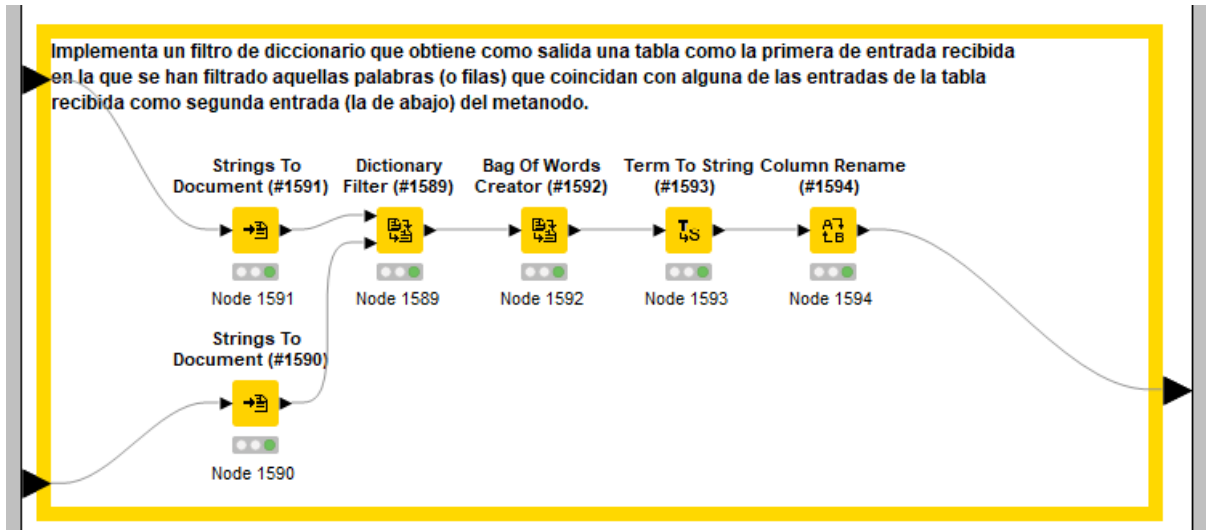 Implementa un filtro de diccionario que obtiene como salida una tabla como la primera de entrada recibida
en la que se han filtrado aquellas palabras (o filas) que coincidan con alguna de las entradas de la tabla
recibida como segunda entrada (la de abajo) del metanodo.
Strings To
Document (#1591)
Dictionary
Filter (#1589)
Bag Of Words
Creator (#1592)
Term To String
(#1593)
Column Rename
(#1594)
T
S
A
B
Node 1591
Node 1589
Node 1592
Node 1593
Node 1594
Strings To
Document (#1590)
Node 1590